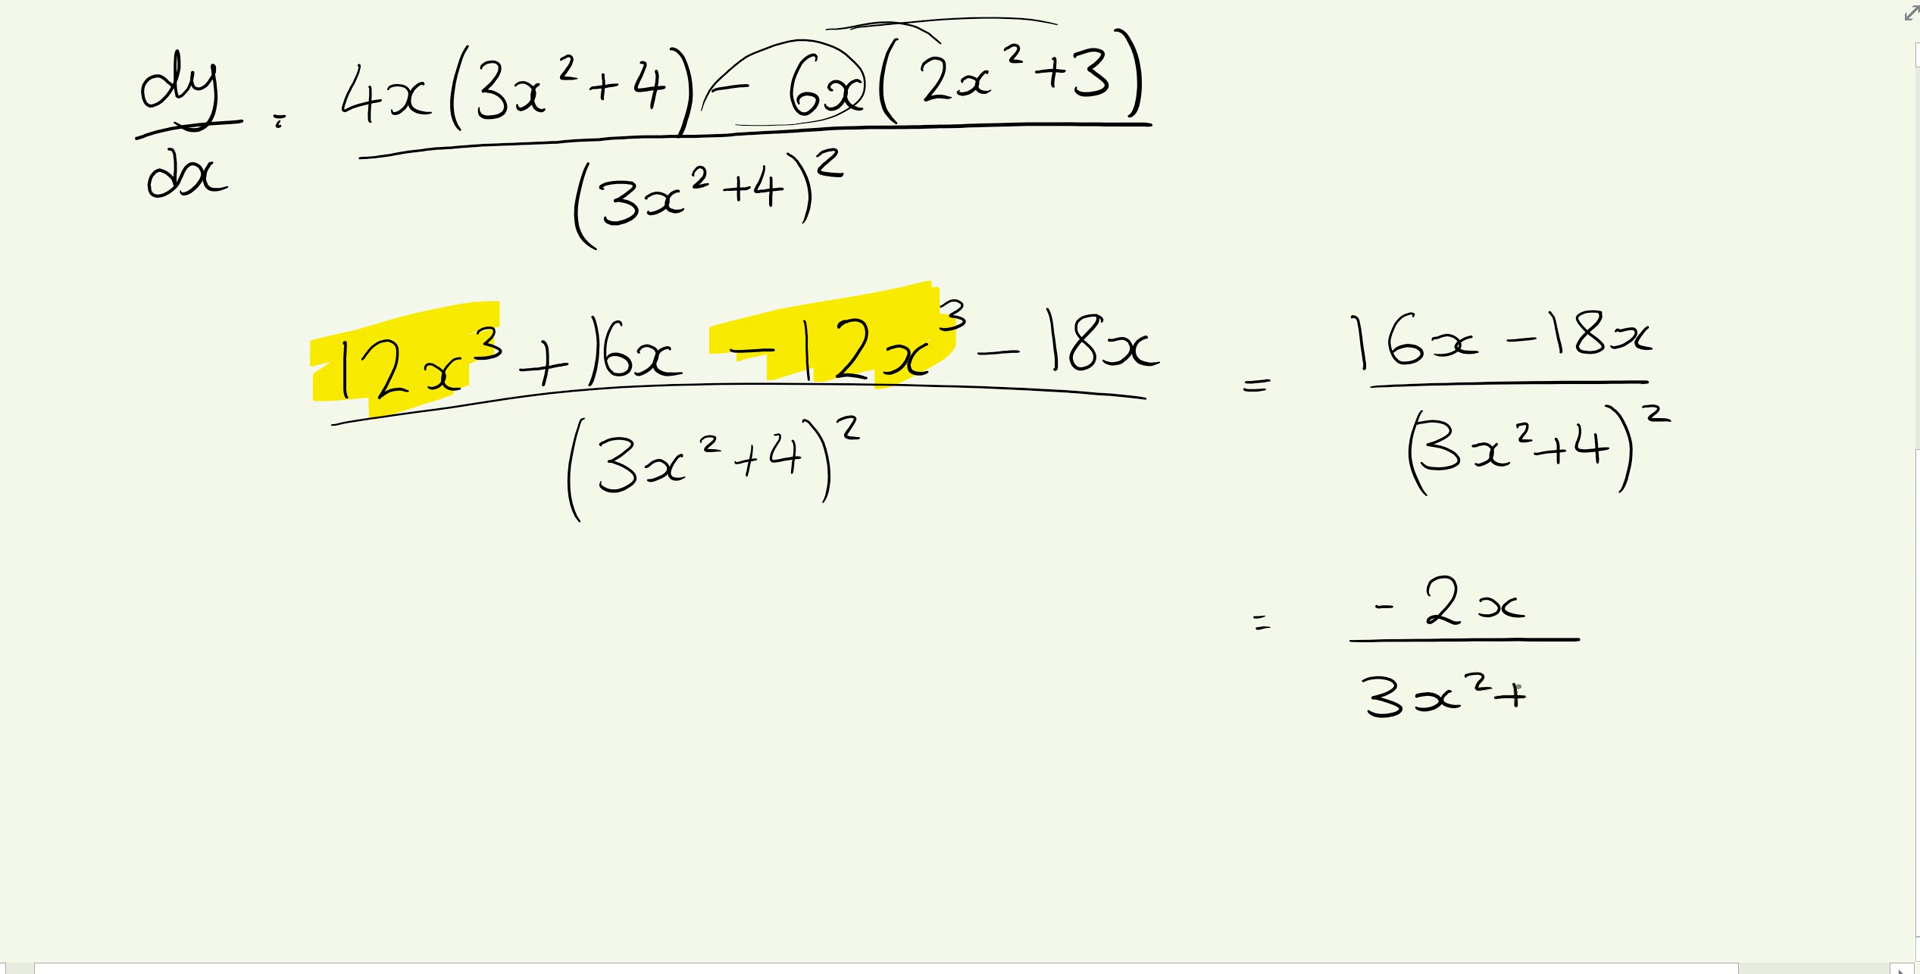 dy/dx = (4x(3x²+4) - 6x(2x²+3))/(3x²+4)²
(12x³ + 16x - 12x³ - 18x)/(3x²+4)² = (16x - 18x)/(3x²+4)²
= -2x/3x²+